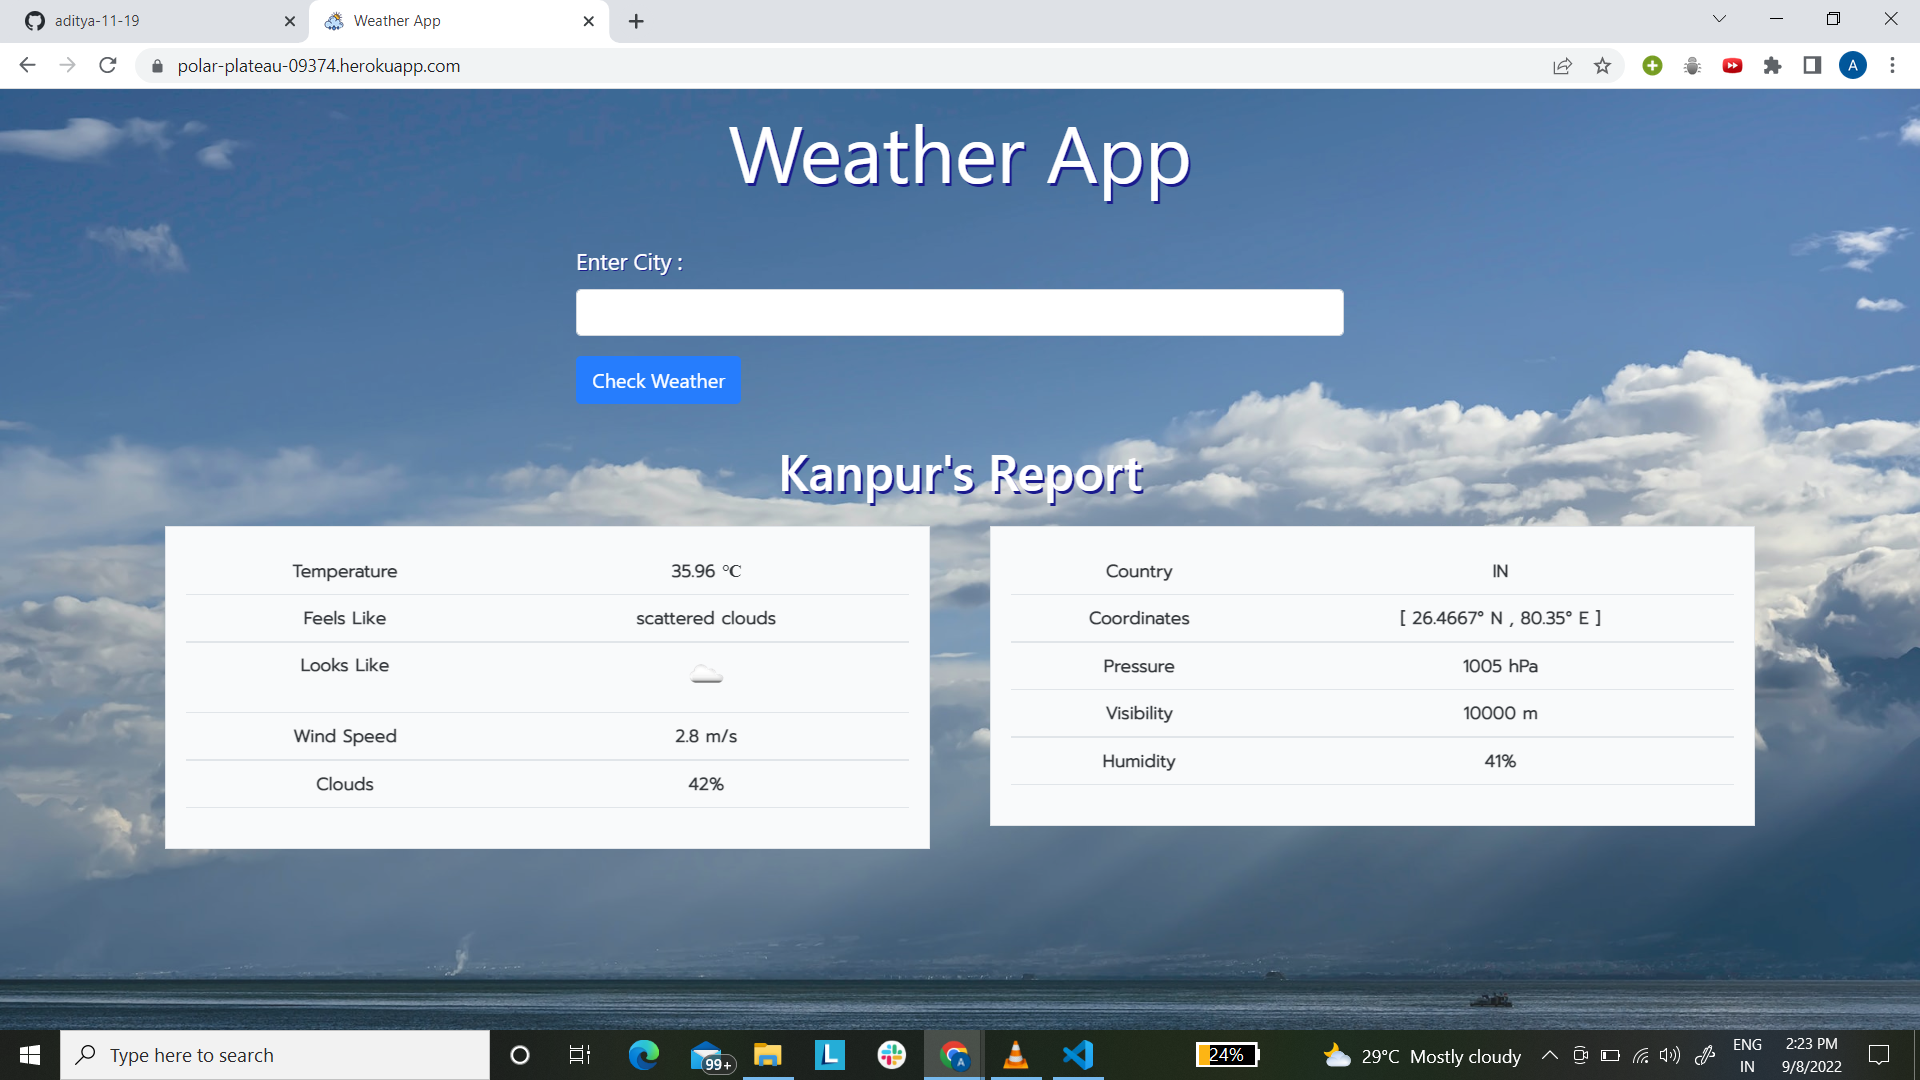 aditya-11-19
Weather App
polar-plateau-09374.herokuapp.com
A
Weather App
Enter City :
Check Weather
Kanpur's Report
Temperature 35.96 °C
Feels Like scattered clouds
Looks Like
Wind Speed 2.8 m/s
Clouds 42%
Country IN
Coordinates [ 26.4667° N , 80.35° E ]
Pressure 1005 hPa
Visibility 10000 m
Humidity 41%
Type here to search
99+
L
A
24%
29°C Mostly cloudy
ENG
IN
2:23 PM
9/8/2022